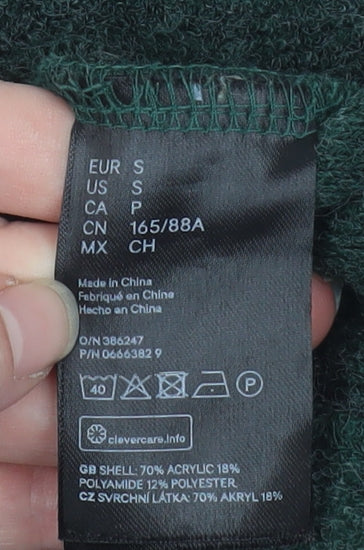 EUR S
US S
CA P
CN 165/88A
MX CH
Made in China
Fabriqué en Chine
Hecho en China
O/N 386247
P/N 0666382 9
40 P
clevercare.info
GB SHELL: 70% ACRYLIC 18%
POLYAMIDE 12% POLYESTER
CZ SVRCHNÍ LÁTKA: 70% AKRYL 18%